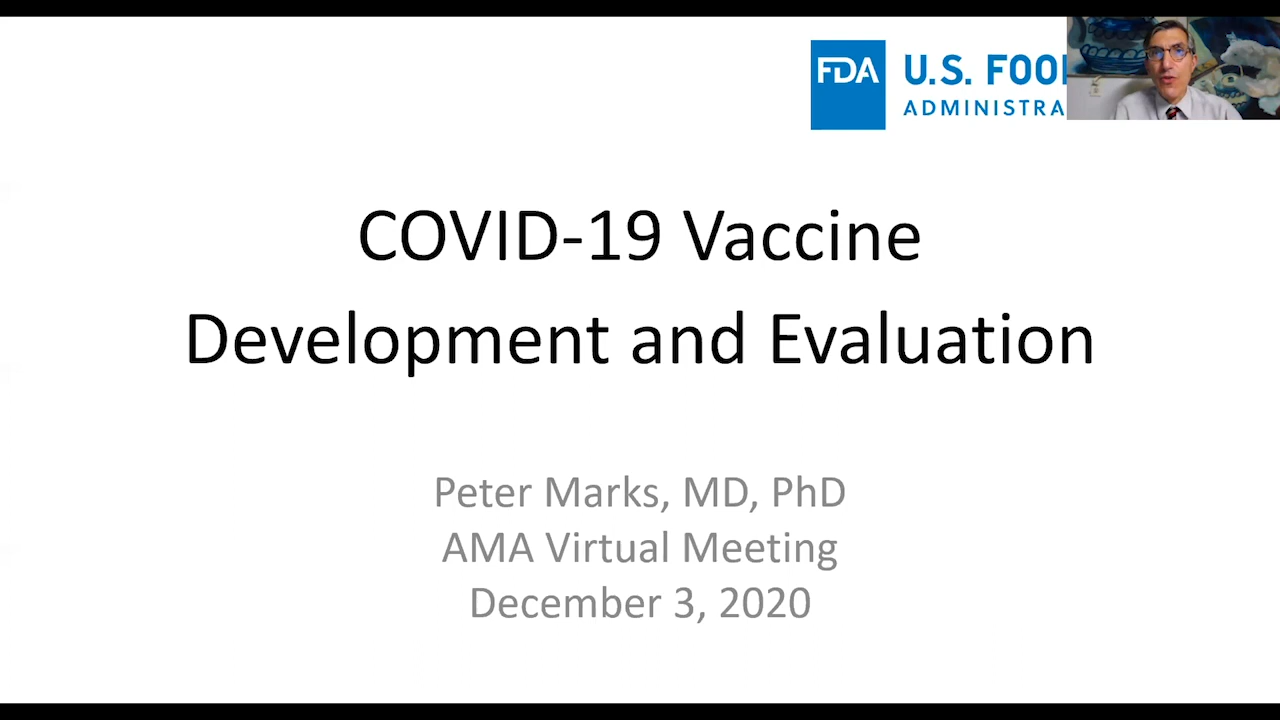 FDA
U.S. FOO
ADMINISTRA
COVID-19 Vaccine
Development and Evaluation
Peter Marks, MD, PhD
AMA Virtual Meeting
December 3, 2020